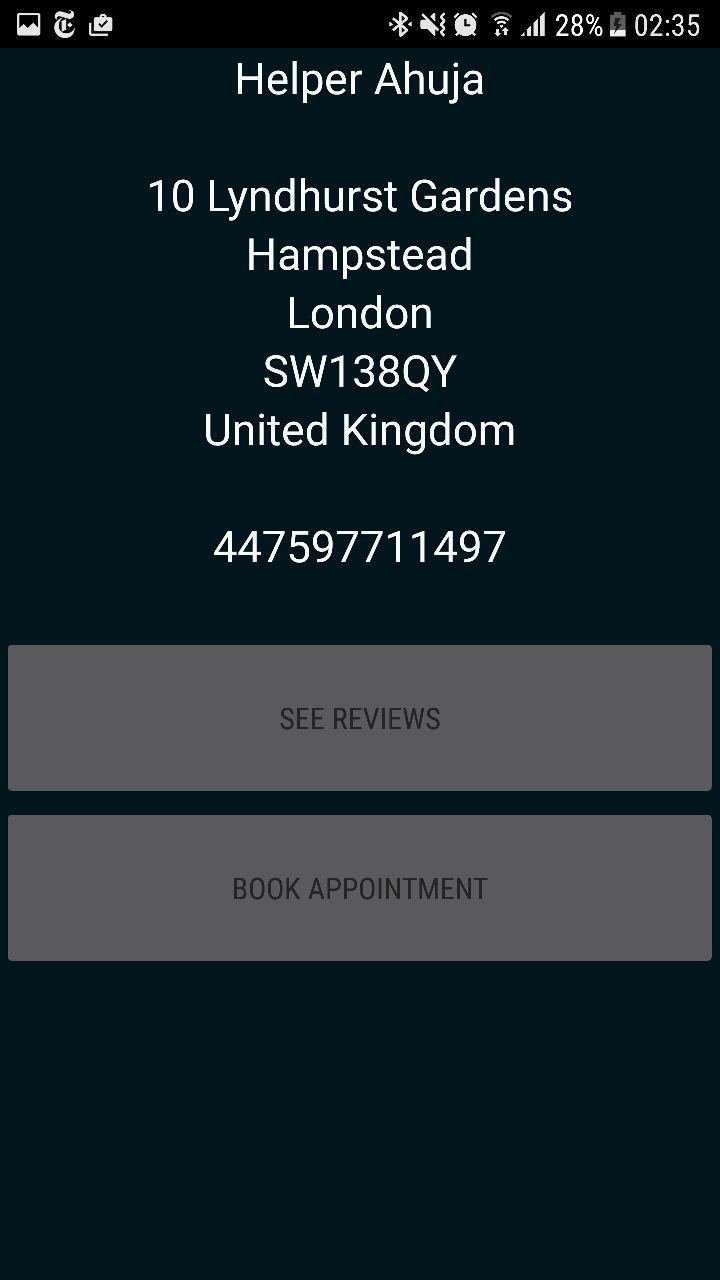 28% 02:35
Helper Ahuja
10 Lyndhurst Gardens
Hampstead
London
SW138QY
United Kingdom
447597711497
SEE REVIEWS
BOOK APPOINTMENT